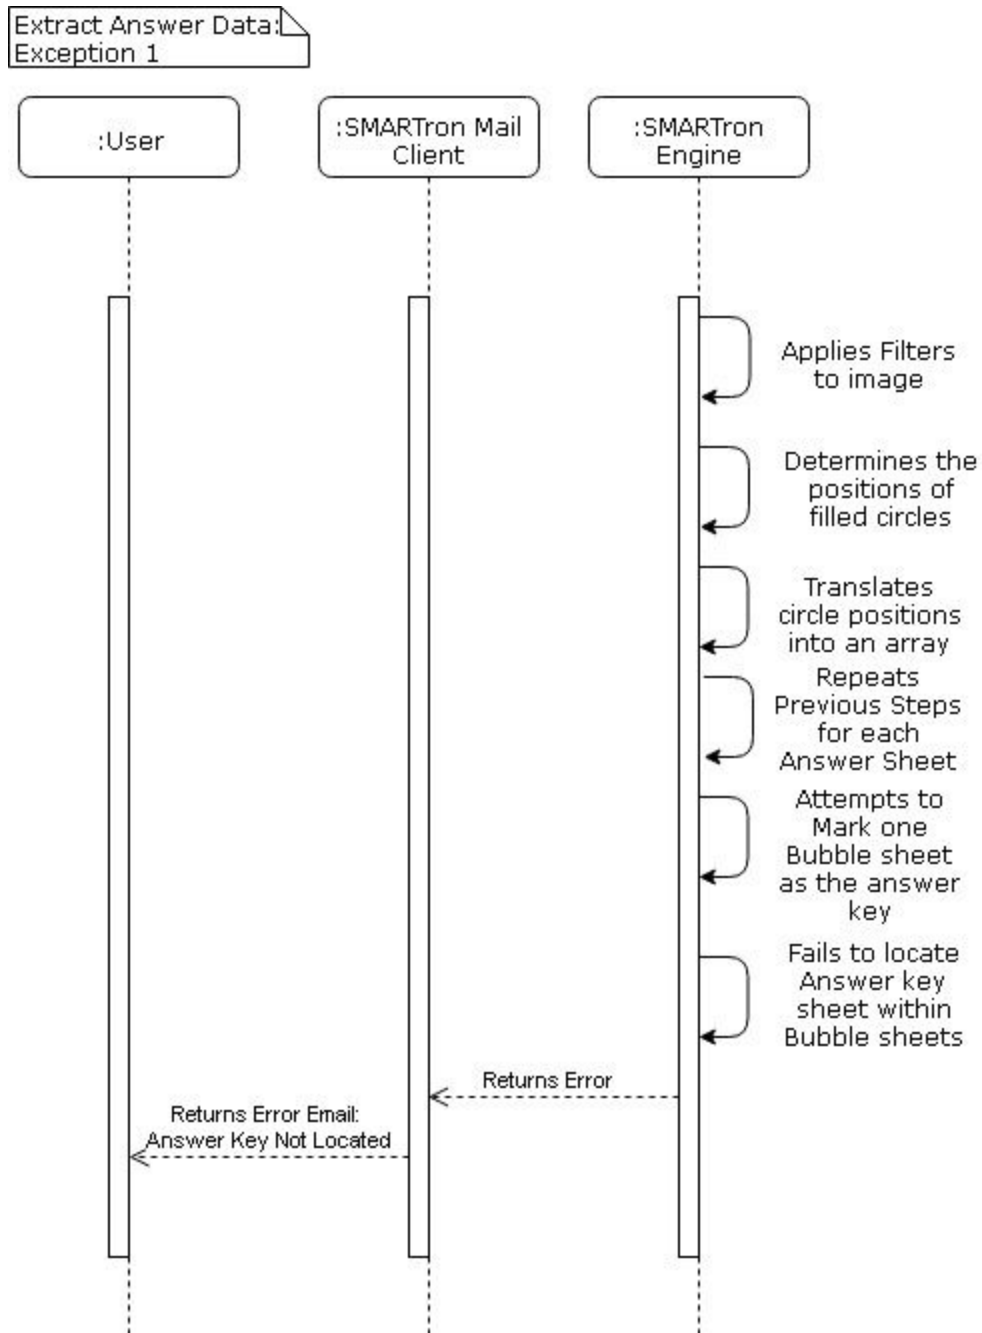 Extract Answer Data:
Exception 1
:User
:SMARTron Mail
Client
:SMARTron
Engine
Applies Filters
to image
Determines the
positions of
filled circles
Translates
circle positions
into an array
Repeats
Previous Steps
for each
Answer Sheet
Attempts to
Mark one
Bubble sheet
as the answer
key
Fails to locate
Answer key
sheet within
Bubble sheets
Returns Error
Returns Error Email:
Answer Key Not Located